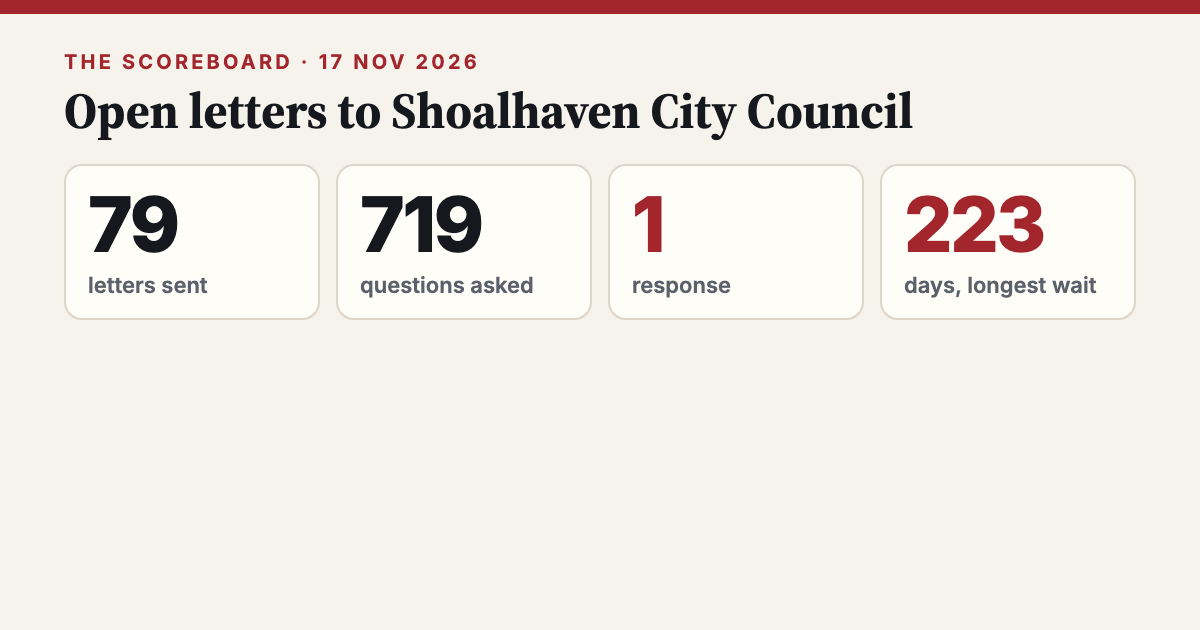 THE SCOREBOARD · 17 NOV 2026
Open letters to Shoalhaven City Council
79
letters sent
719
questions asked
1
response
223
days, longest wait